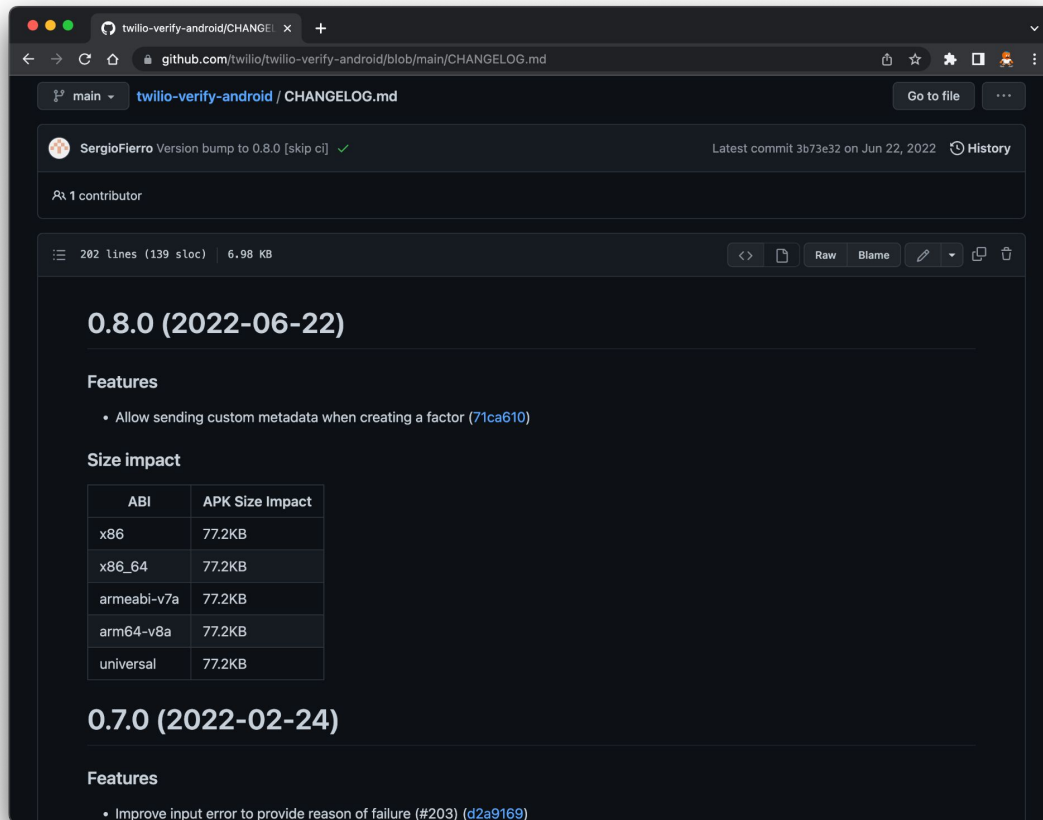 twilio-verify-android/CHANGEL
github.com/twilio/twilio-verify-android/blob/main/CHANGELOG.md
main twilio-verify-android / CHANGELOG.md Go to file ...
SergioFierro Version bump to 0.8.0 [skip ci] Latest commit 3b73e32 on Jun 22, 2022 History
1 contributor
202 lines (139 sloc) 6.98 KB <> Raw Blame
0.8.0 (2022-06-22)
Features
• Allow sending custom metadata when creating a factor (71ca610)
Size impact
ABI APK Size Impact
x86 77.2KB
x86_64 77.2KB
armeabi-v7a 77.2KB
arm64-v8a 77.2KB
universal 77.2KB
0.7.0 (2022-02-24)
Features
• Improve input error to provide reason of failure (#203) (d2a9169)